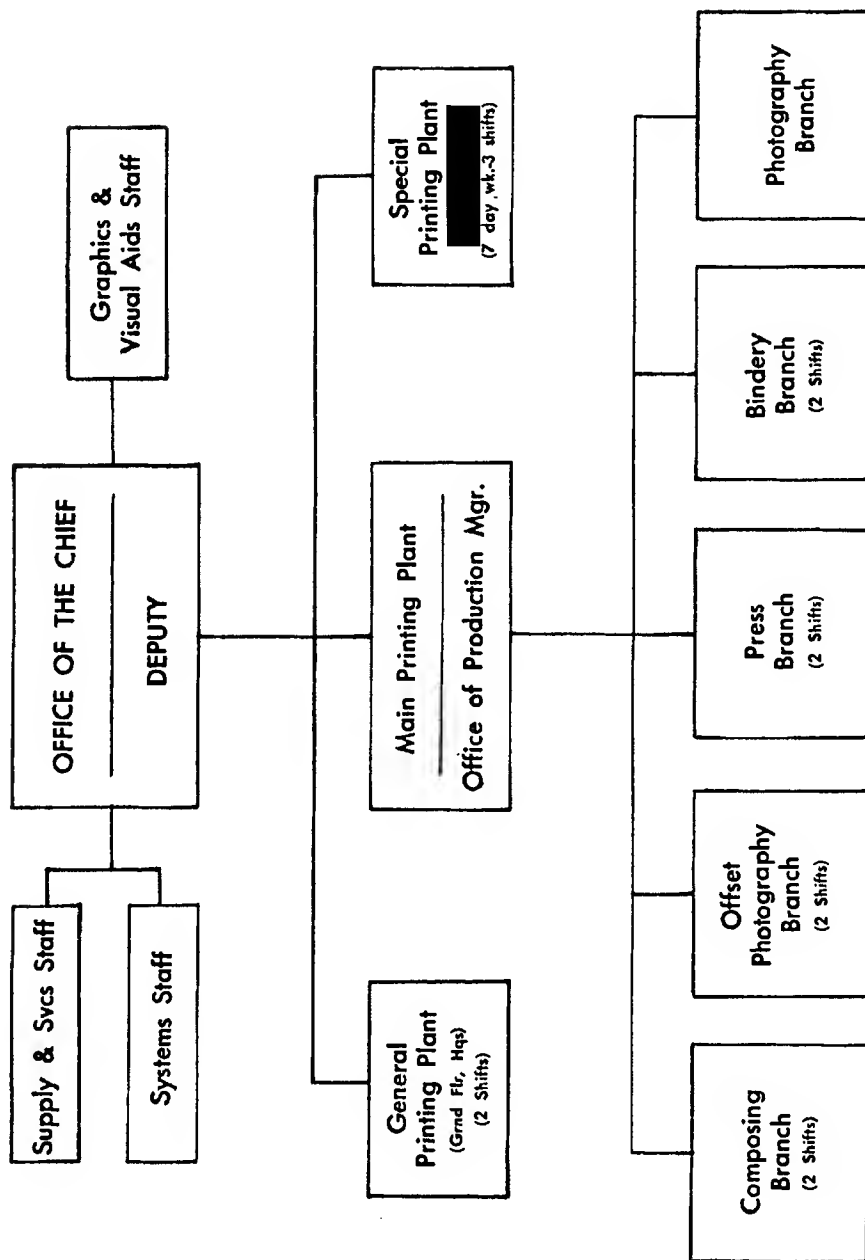 OFFICE OF THE CHIEF
DEPUTY
Supply & Svcs Staff
Systems Staff
Graphics &
Visual Aids Staff
General
Printing Plant
(Grnd Flr, Hqs)
(2 Shifts)
Main Printing Plant
Office of Production Mgr.
Special
Printing Plant
(7 day,wk.-3 shifts)
Composing
Branch
(2 Shifts)
Offset
Photography
Branch
(2 Shifts)
Press
Branch
(2 Shifts)
Bindery
Branch
(2 Shifts)
Photography
Branch